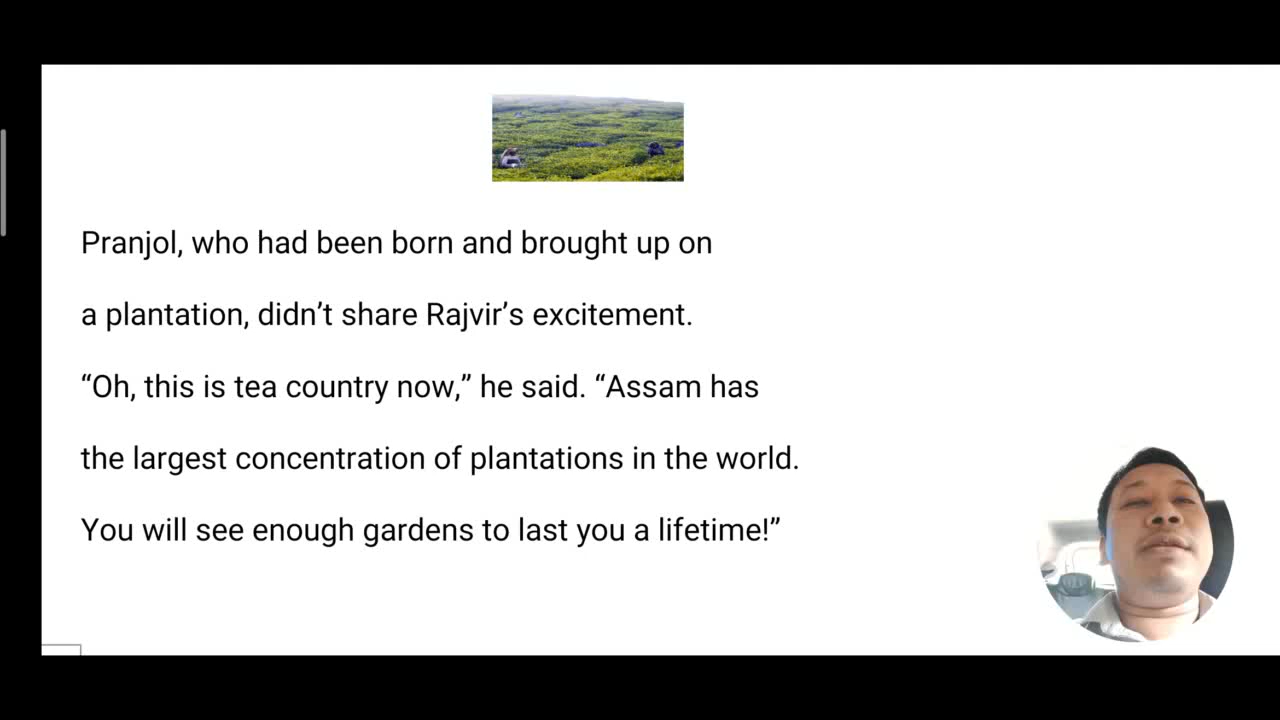 Pranjol, who had been born and brought up on
a plantation, didn’t share Rajvir’s excitement.
“Oh, this is tea country now,” he said. “Assam has
the largest concentration of plantations in the world.
You will see enough gardens to last you a lifetime!”